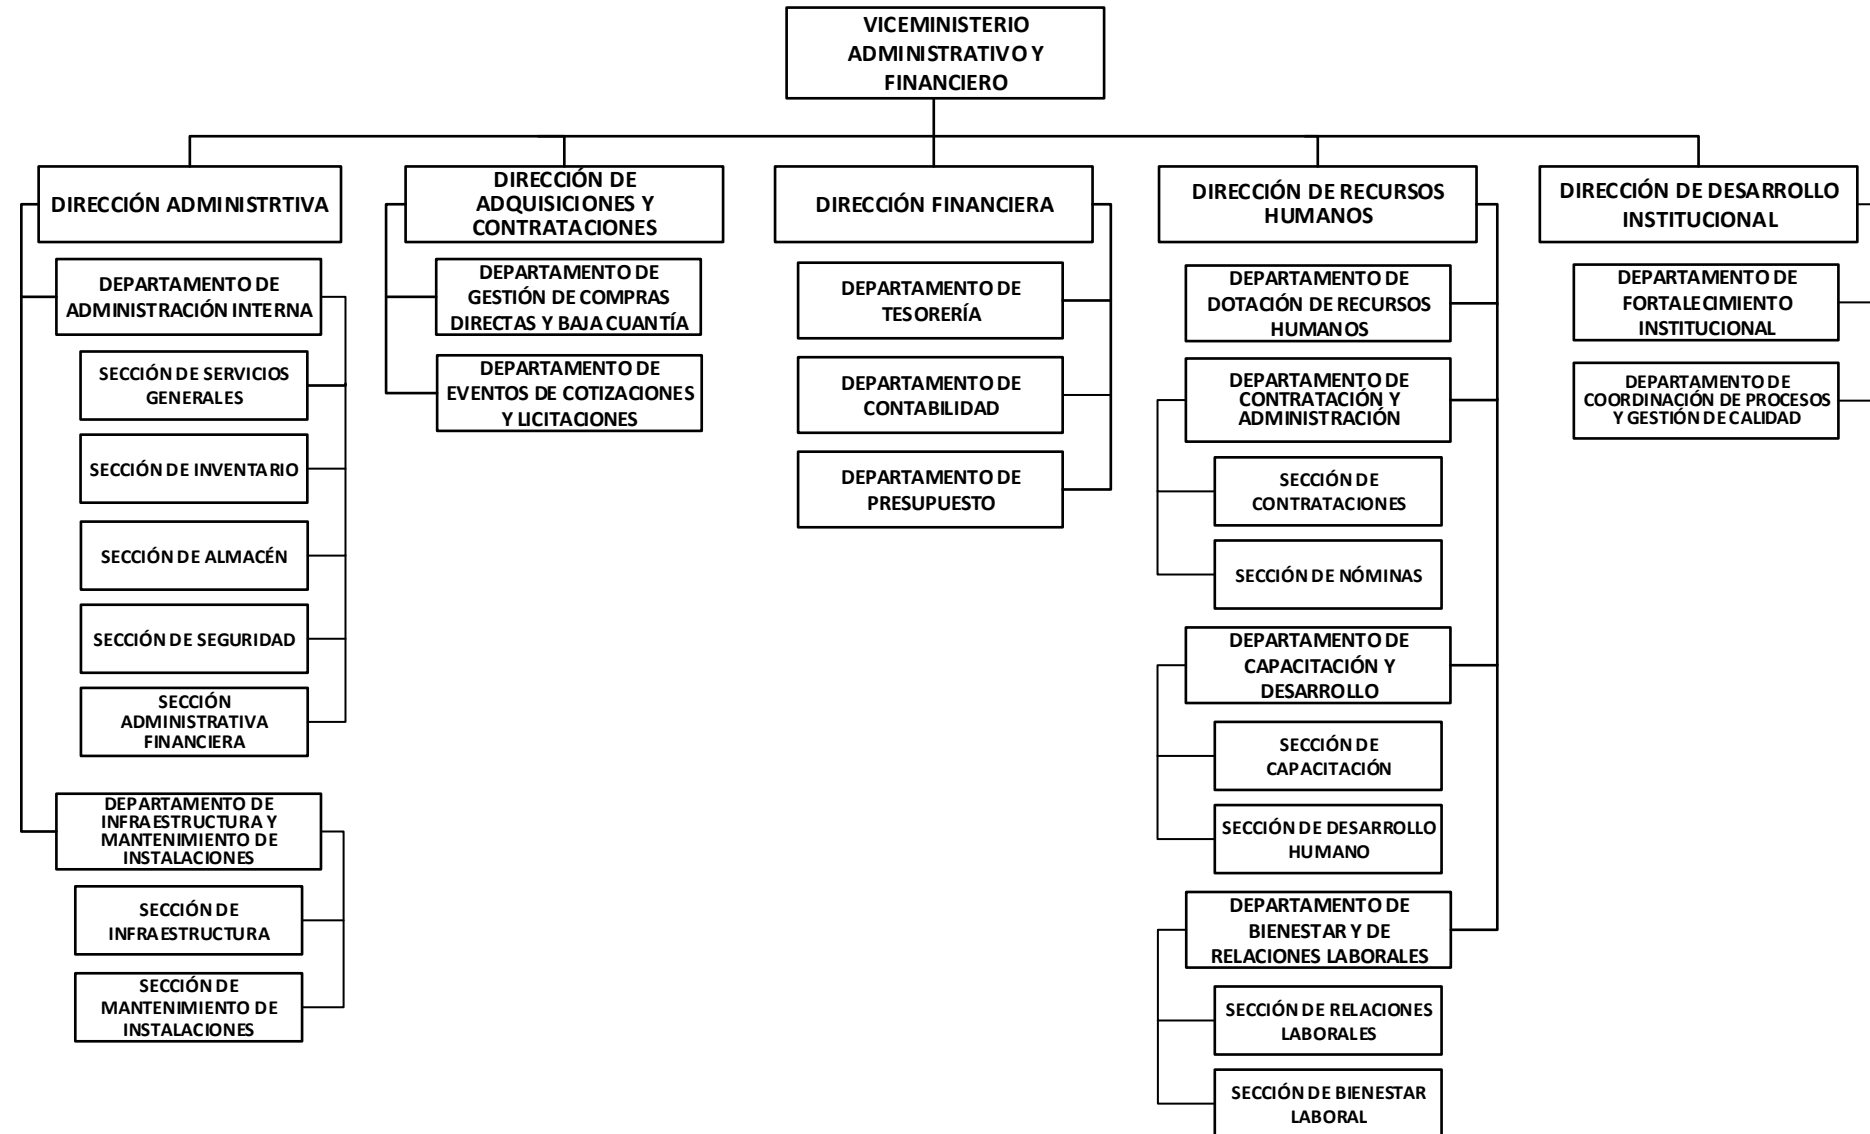 VICEMINISTERIO
ADMINISTRATIVO Y
FINANCIERO
DIRECCIÓN ADMINISTRTIVA
DEPARTAMENTO DE
ADMINISTRACIÓN INTERNA
SECCIÓN DE SERVICIOS
GENERALES
SECCIÓN DE INVENTARIO
SECCIÓN DE ALMACÉN
SECCIÓN DE SEGURIDAD
SECCIÓN
ADMINISTRATIVA
FINANCIERA
DEPARTAMENTO DE
INFRAESTRUCTURA Y
MANTENIMIENTO DE
INSTALACIONES
SECCIÓN DE
INFRAESTRUCTURA
SECCIÓN DE
MANTENIMIENTO DE
INSTALACIONES
DIRECCIÓN DE
ADQUISICIONES Y
CONTRATACIONES
DEPARTAMENTO DE
GESTIÓN DE COMPRAS
DIRECTAS Y BAJA CUANTÍA
DEPARTAMENTO DE
EVENTOS DE COTIZACIONES
Y LICITACIONES
DIRECCIÓN FINANCIERA
DEPARTAMENTO DE
TESORERÍA
DEPARTAMENTO DE
CONTABILIDAD
DEPARTAMENTO DE
PRESUPUESTO
DIRECCIÓN DE RECURSOS
HUMANOS
DEPARTAMENTO DE
DOTACIÓN DE RECURSOS
HUMANOS
DEPARTAMENTO DE
CONTRATACIÓN Y
ADMINISTRACIÓN
SECCIÓN DE
CONTRATACIONES
SECCIÓN DE NÓMINAS
DEPARTAMENTO DE
CAPACITACIÓN Y
DESARROLLO
SECCIÓN DE
CAPACITACIÓN
SECCIÓN DE DESARROLLO
HUMANO
DEPARTAMENTO DE
BIENESTAR Y DE
RELACIONES LABORALES
SECCIÓN DE RELACIONES
LABORALES
SECCIÓN DE BIENESTAR
LABORAL
DIRECCIÓN DE DESARROLLO
INSTITUCIONAL
DEPARTAMENTO DE
FORTALECIMIENTO
INSTITUCIONAL
DEPARTAMENTO DE
COORDINACIÓN DE PROCESOS
Y GESTIÓN DE CALIDAD